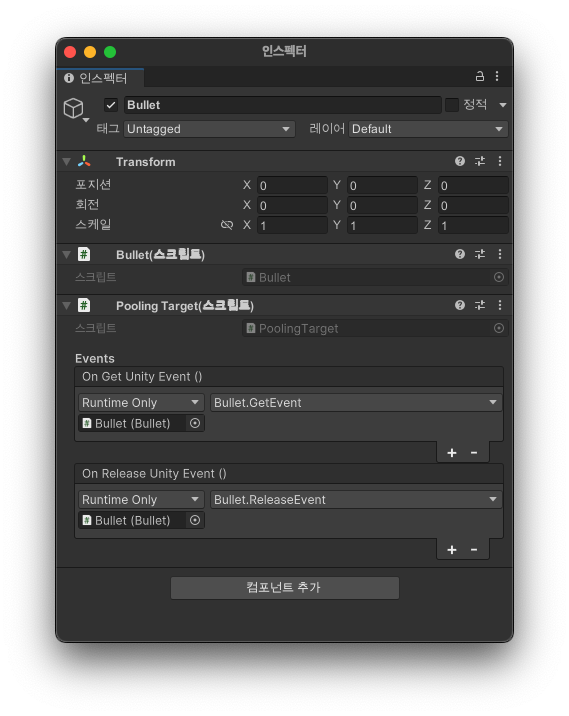 인스펙터
인스펙터
Bullet 정적
태그 Untagged 레이어 Default
Transform
포지션 X 0 Y 0 Z 0
회전 X 0 Y 0 Z 0
스케일 X 1 Y 1 Z 1
# Bullet(스크립트)
스크립트 # Bullet
# Pooling Target(스크립트)
스크립트 # PoolingTarget
Events
On Get Unity Event ()
Runtime Only Bullet.GetEvent
# Bullet (Bullet)
+ -
On Release Unity Event ()
Runtime Only Bullet.ReleaseEvent
# Bullet (Bullet)
+ -
컴포넌트 추가